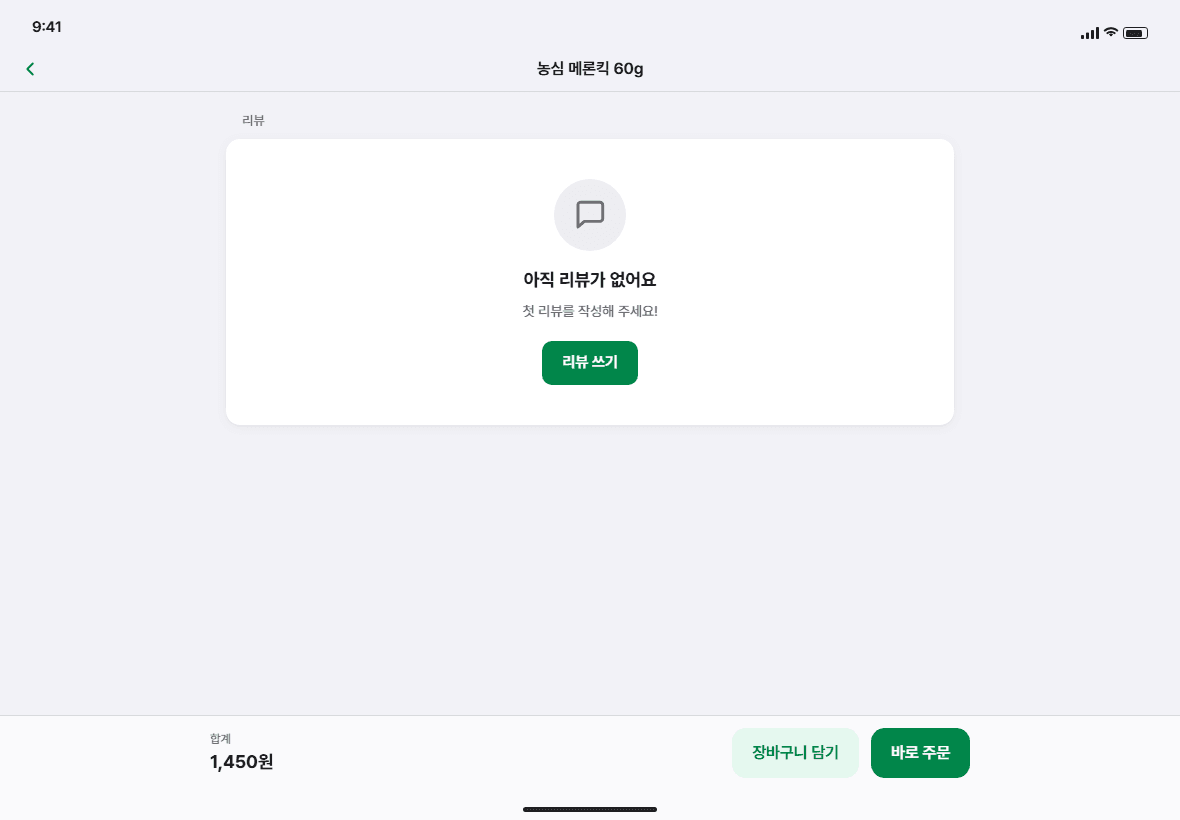 9:41
농심 메론킥 60g
리뷰
아직 리뷰가 없어요
첫 리뷰를 작성해 주세요!
리뷰 쓰기
합계
1,450원
장바구니 담기
바로 주문